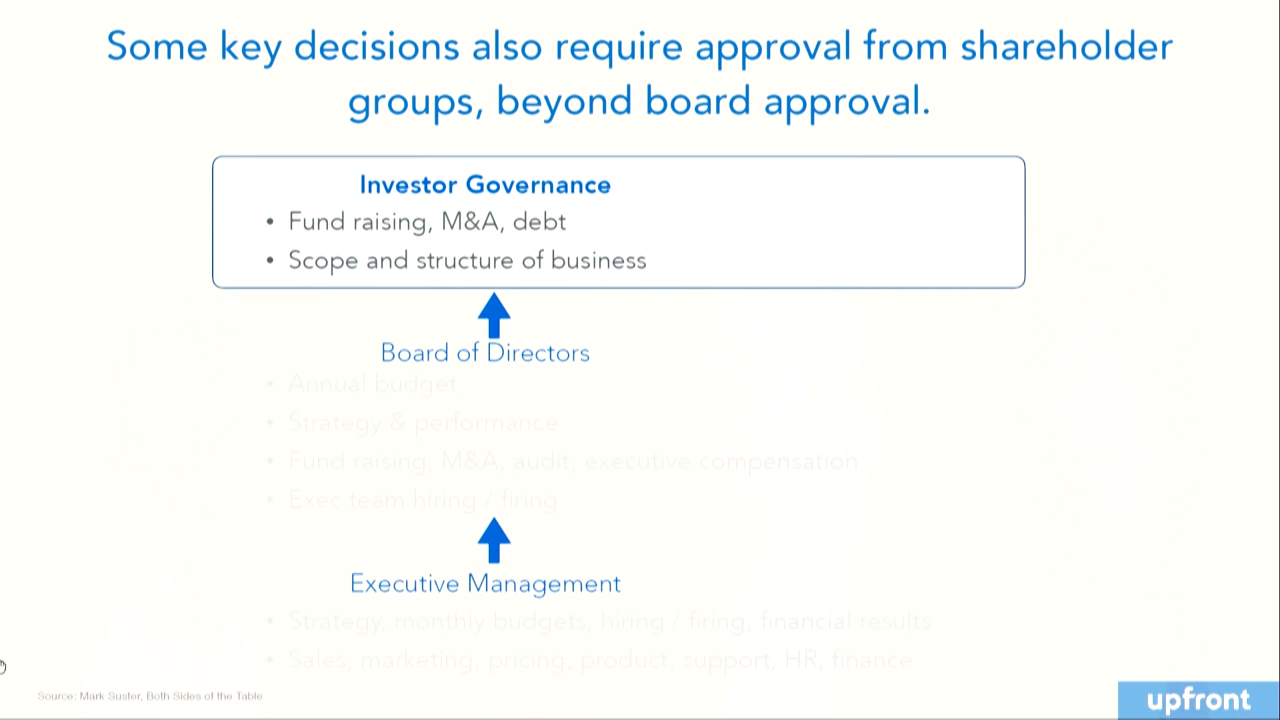 Some key decisions also require approval from shareholder
groups, beyond board approval.
Investor Governance
• Fund raising, M&A, debt
• Scope and structure of business
Board of Directors
• Annual budget
• Strategy & performance
• Fund raising, M&A, audit, executive compensation
• Exec team hiring / firing
Executive Management
• Strategy, monthly budgets, hiring / firing, financial results
• Sales, marketing, pricing, product, support, HR, finance
Source: Mark Suster, Both Sides of the Table
upfront